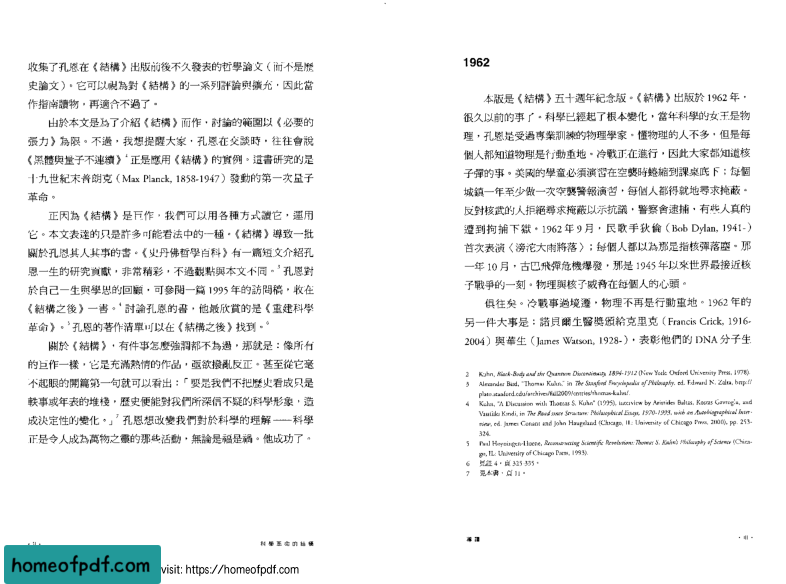 收集了孔恩在《結構》出版前後不久發表的哲學論文（而不是歷
史論文）。它可以視為對《結構》的一系列評論與擴充，因此當
作指南讀物，再適合不過了。
由於本文是為了介紹《結構》而作，討論的範圍以《必要的
張力》為限。不過，我想提醒大家，孔恩在交談時，往往會說
《黑體與量子不連續》²正是應用《結構》的實例。這書研究的是
十九世紀末普朗克（Max Planck, 1858-1947）發動的第一次量子
革命。
正因為《結構》是巨作，我們可以用各種方式讀它，運用
它。本文表達的只是許多可能看法中的一種。《結構》導致一批
關於孔恩其人其事的書。《史丹佛哲學百科》有一篇短文介紹孔
恩一生的研究貢獻，非常精彩，不過觀點與本文不同。³孔恩對
於自己一生與學思的回顧，可參閱一篇 1995 年的訪問稿，收在
《結構之後》一書。⁴討論孔恩的書，他最欣賞的是《重建科學
革命》。⁵孔恩的著作清單可以在《結構之後》找到。⁶
關於《結構》，有件事怎麼強調都不為過，那就是：像所有
的巨作一樣，它是充滿熱情的作品，亟欲撥亂反正。甚至從它毫
不起眼的開篇第一句就可以看出：「要是我們不把歷史看成只是
軼事或年表的堆棧，歷史便能對我們所深信不疑的科學形象，造
成決定性的變化。」⁷孔恩想改變我們對於科學的理解——科學
正是令人成為萬物之靈的那些活動，無論是福是禍。他成功了。
科學革命的結構
1962
本版是《結構》五十週年紀念版。《結構》出版於 1962 年，
很久以前的事了。科學已經起了根本變化，當年科學的女王是物
理，孔恩是受過專業訓練的物理學家。懂物理的人不多，但是每
個人都知道物理是行動重地。冷戰正在進行，因此大家都知道核
子彈的事。美國的學童必須演習在空襲時蜷縮到課桌底下；每個
城鎮一年至少做一次空襲警報演習，每個人都得就地尋求掩蔽。
反對核武的人拒絕尋求掩蔽以示抗議，警察會逮捕，有些人真的
遭到拘捕下獄。1962 年 9 月，民歌手狄倫（Bob Dylan, 1941-）
首次表演〈滂沱大雨將落〉；每個人都以為那是指核彈落塵。那
一年 10 月，古巴飛彈危機爆發，那是 1945 年以來世界最接近核
子戰爭的一刻。物理與核子威脅在每個人的心頭。
俱往矣。冷戰事過境遷，物理不再是行動重地。1962 年的
另一件大事是：諾貝爾生醫獎頒給克里克（Francis Crick, 1916-
2004）與華生（James Watson, 1928-），表彰他們的 DNA 分子生
2 Kuhn, Black-Body and the Quantum Discontinuity, 1894-1912 (New York: Oxford University Press, 1978).
3 Alexander Bird, "Thomas Kuhn," in The Stanford Encyclopedia of Philosophy, ed. Edward N. Zalta, http://
plato.stanford.edu/archives/fall2009/entries/thomas-kuhn/.
4 Kuhn, "A Discussion with Thomas S. Kuhn" (1995), interview by Aristides Baltas, Kostas Gavroglu, and
Vassiliki Kindi, in The Road since Structure: Philosophical Essays, 1970-1993, with an Autobiographical Inter-
view, ed. James Conant and John Haugeland (Chicago, IL: University of Chicago Press, 2000), pp. 253-
324.
5 Paul Hoyningen-Huene, Reconstructing Scientific Revolutions: Thomas S. Kuhn's Philosophy of Science (Chica-
go, IL: University of Chicago Press, 1993).
6 見註 4，頁 325-335。
7 見本書，頁 11。
導讀
homeofpdf.com
visit: https://homeofpdf.com